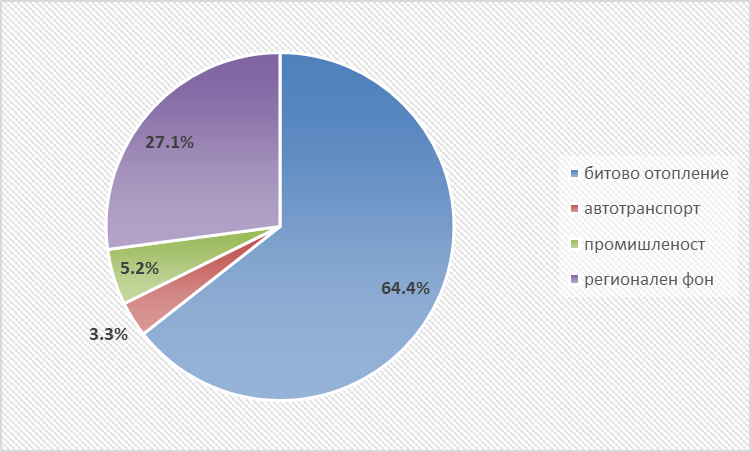 27.1%
5.2%
3.3%
64.4%
битово отопление
автотранспорт
промишленост
регионален фон